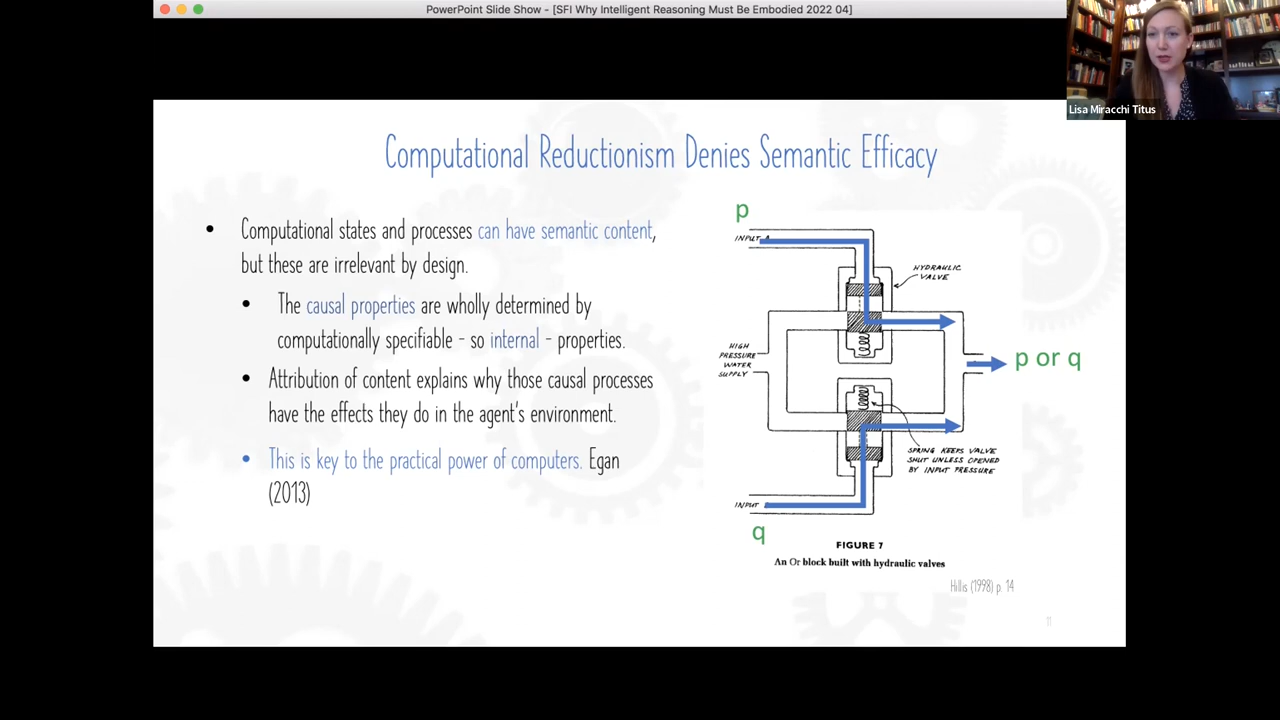 PowerPoint Slide Show - [SFI Why Intelligent Reasoning Must Be Embodied 2022 04]
Lisa Miracchi Titus
Computational Reductionism Denies Semantic Efficacy
• Computational states and processes can have semantic content,
but these are irrelevant by design.
• The causal properties are wholly determined by
computationally specifiable - so internal - properties.
• Attribution of content explains why those causal processes
have the effects they do in the agent's environment.
• This is key to the practical power of computers. Egan
(2013)
p
INPUT A
HYDRAULIC
VALVE
HIGH
PRESSURE
WATER
SUPPLY
p or q
SPRING KEEPS VALVE
SHUT UNLESS OPENED
BY INPUT PRESSURE
INPUT
q
FIGURE 7
An Or block built with hydraulic valves
Hillis (1998) p. 14
11